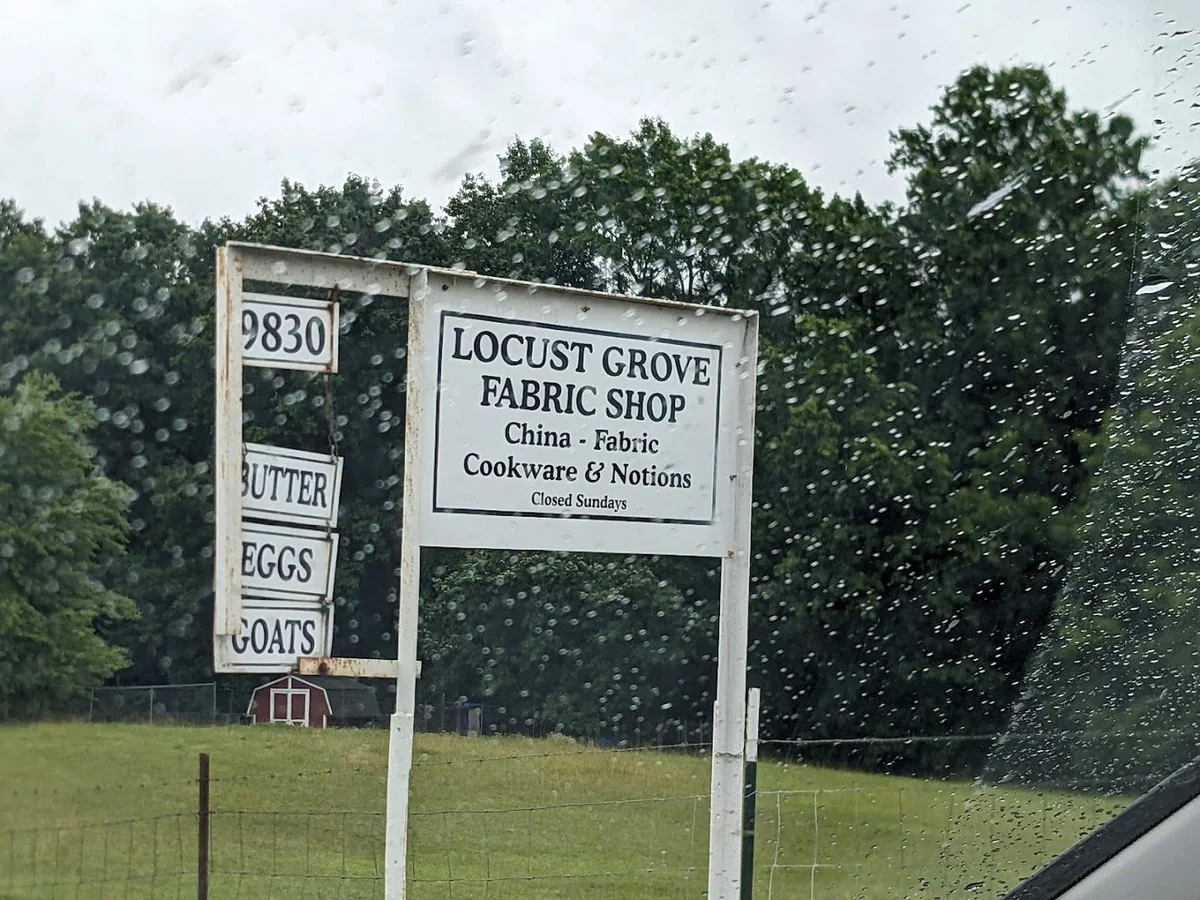 9830
BUTTER
EGGS
GOATS
LOCUST GROVE
FABRIC SHOP
China - Fabric
Cookware & Notions
Closed Sundays